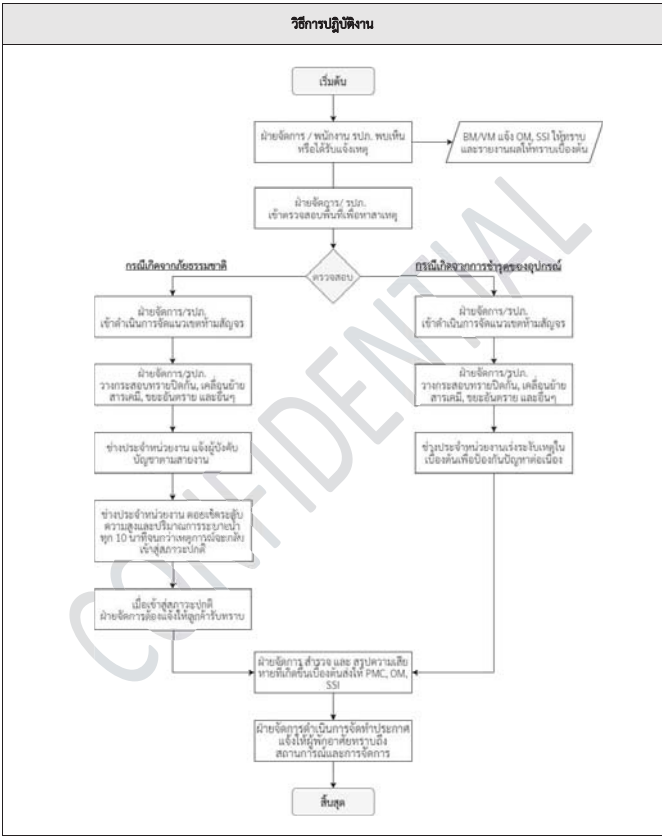 วิธีการปฏิบัติงาน
เริ่มต้น
ฝ่ายจัดการ / พนักงาน รปภ. พบเห็น
หรือได้รับแจ้งเหตุ
BM/VM แจ้ง OM, SSI ให้ทราบ
และรายงานผลให้ทราบเบื้องต้น
ฝ่ายจัดการ/ รปภ.
เข้าตรวจสอบพื้นที่เพื่อหาสาเหตุ
ตรวจสอบ
กรณีเกิดจากภัยธรรมชาติ
ฝ่ายจัดการ/รปภ.
เข้าดำเนินการจัดแนวเขตห้ามสัญจร
ฝ่ายจัดการ/รปภ.
วางกระสอบทรายปิดกั้น, เคลื่อนย้าย
สารเคมี, ขยะอันตราย และอื่นๆ
ช่างประจำหน่วยงาน แจ้งผู้บังคับ
บัญชาตามสายงาน
ช่างประจำหน่วยงาน คอยเช็คระดับ
ความสูงและปริมาณการระบายน้ำ
ทุก 10 นาทีจนกว่าเหตุการณ์จะกลับ
เข้าสู่สภาวะปกติ
เมื่อเข้าสู่สภาวะปกติ
ฝ่ายจัดการต้องแจ้งให้ลูกค้ารับทราบ
กรณีเกิดจากการชำรุดของอุปกรณ์
ฝ่ายจัดการ/รปภ.
เข้าดำเนินการจัดแนวเขตห้ามสัญจร
ฝ่ายจัดการ/รปภ.
วางกระสอบทรายปิดกั้น, เคลื่อนย้าย
สารเคมี, ขยะอันตราย และอื่นๆ
ช่างประจำหน่วยงานเร่งระงับเหตุใน
เบื้องต้นเพื่อป้องกันปัญหาต่อเนื่อง
ฝ่ายจัดการ สำรวจ และ สรุปความเสีย
หายที่เกิดขึ้นเบื้องต้นส่งให้ PMC, OM,
SSI
ฝ่ายจัดการดำเนินการจัดทำประกาศ
แจ้งให้ผู้พักอาศัยทราบถึง
สถานการณ์และการจัดการ
สิ้นสุด
CONFIDENTIAL